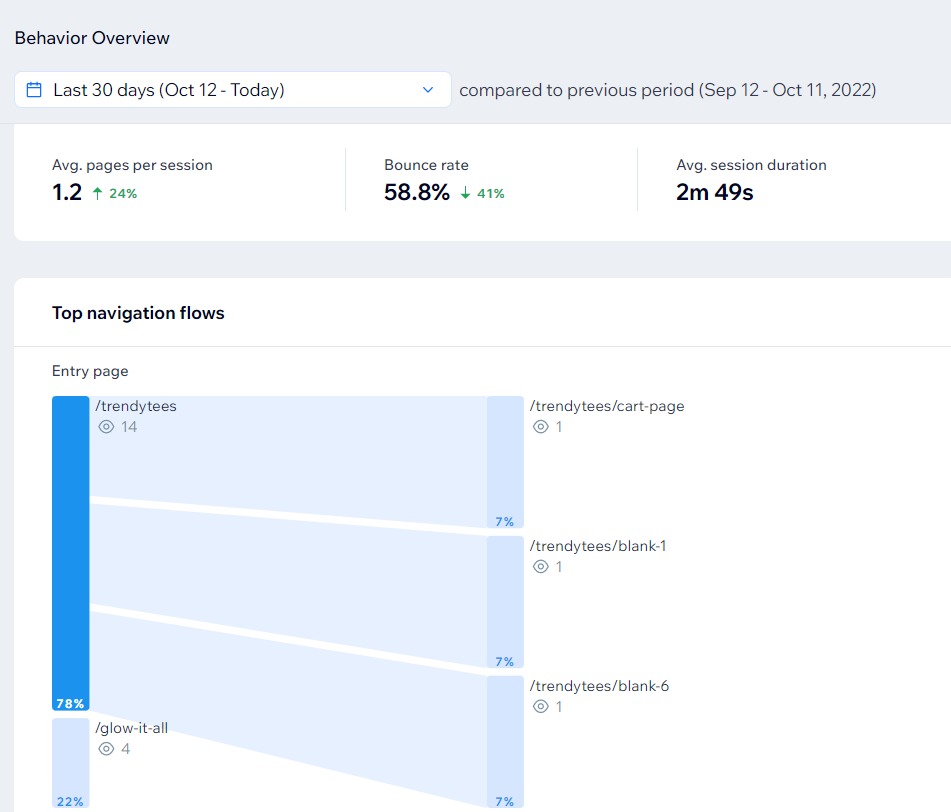 Behavior Overview
Last 30 days (Oct 12 - Today)
compared to previous period (Sep 12 - Oct 11, 2022)
Avg. pages per session
1.2 ↑ 24%
Bounce rate
58.8% ↓ 41%
Avg. session duration
2m 49s
Top navigation flows
Entry page
/trendytees
14
78%
/glow-it-all
4
22%
/trendytees/cart-page
1
7%
/trendytees/blank-1
1
7%
/trendytees/blank-6
1
7%